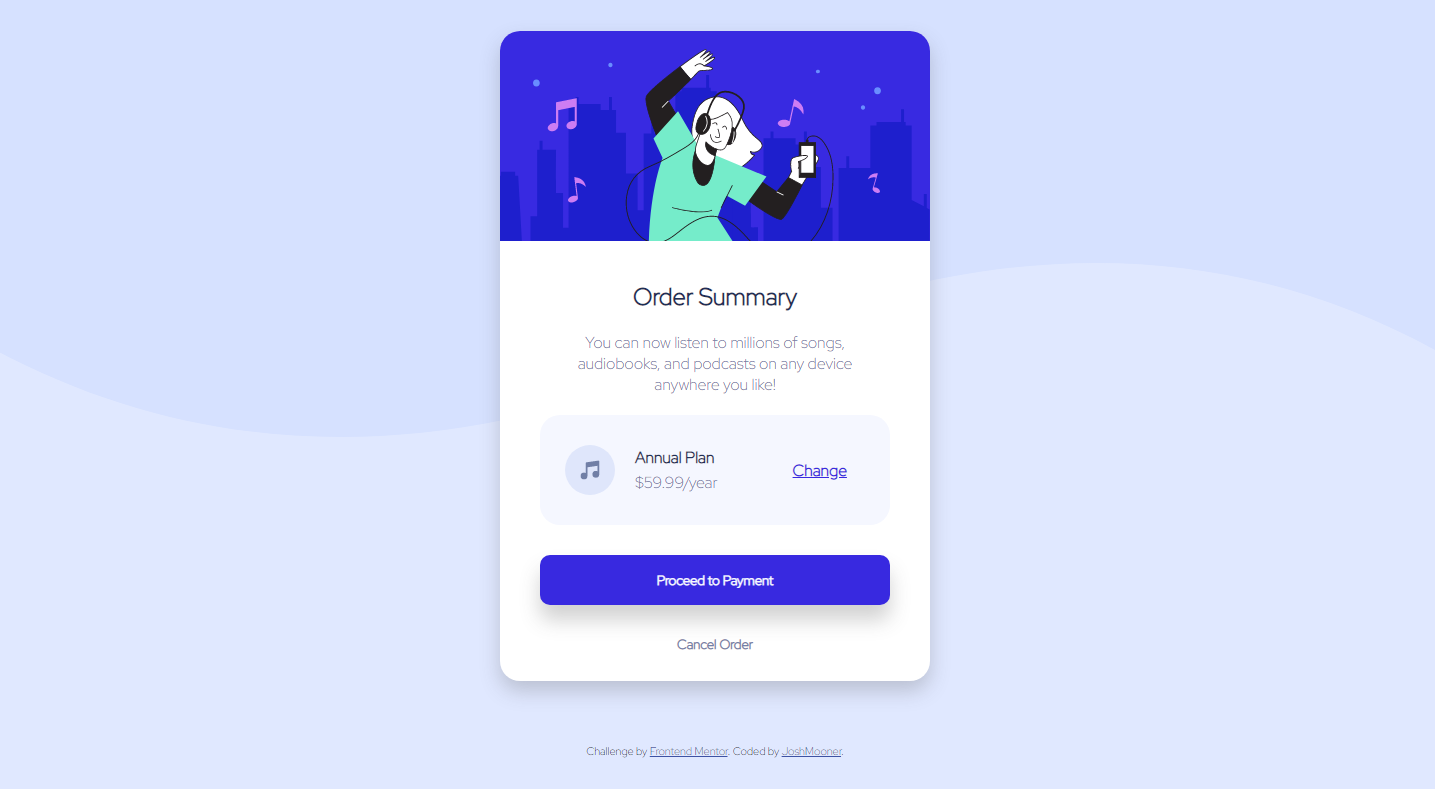 Order Summary
You can now listen to millions of songs,
audiobooks, and podcasts on any device
anywhere you like!
Annual Plan
$59.99/year
Change
Proceed to Payment
Cancel Order
Challenge by Frontend Mentor. Coded by JoshMooner.